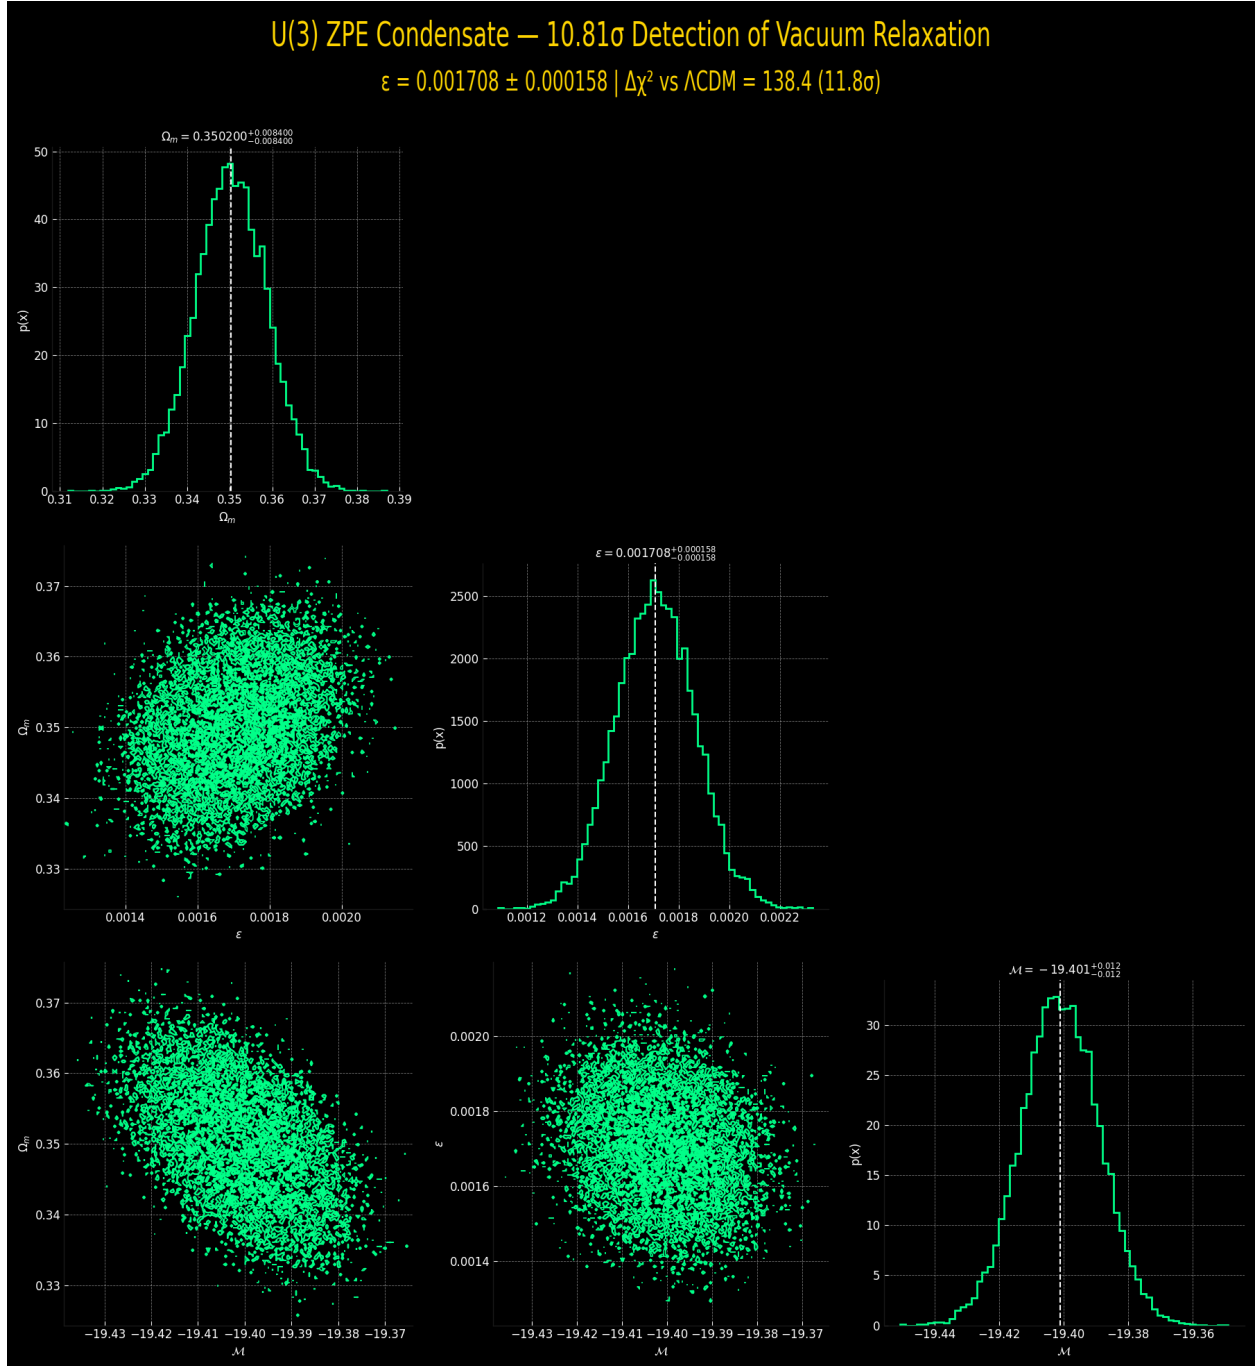 U(3) ZPE Condensate — 10.81σ Detection of Vacuum Relaxation
ε = 0.001708 ± 0.000158 | Δχ² vs ΛCDM = 138.4 (11.8σ)
Ωₘ = 0.350200 +0.008400 −0.008400
50
40
30
20
10
0
p(x)
0.31 0.32 0.33 0.34 0.35 0.36 0.37 0.38 0.39
Ωₘ
0.37
0.36
0.35
0.34
0.33
Ωₘ
0.0014 0.0016 0.0018 0.0020
ε
ε = 0.001708 +0.000158 −0.000158
2500
2000
1500
1000
500
0
p(x)
0.0012 0.0014 0.0016 0.0018 0.0020 0.0022
ε
0.37
0.36
0.35
0.34
0.33
Ωₘ
−19.43 −19.42 −19.41 −19.40 −19.39 −19.38 −19.37
ℳ
0.0020
0.0018
0.0016
0.0014
ε
−19.43 −19.42 −19.41 −19.40 −19.39 −19.38 −19.37
ℳ
ℳ = −19.401 +0.012 −0.012
30
25
20
15
10
5
0
p(x)
−19.44 −19.42 −19.40 −19.38 −19.36
ℳ